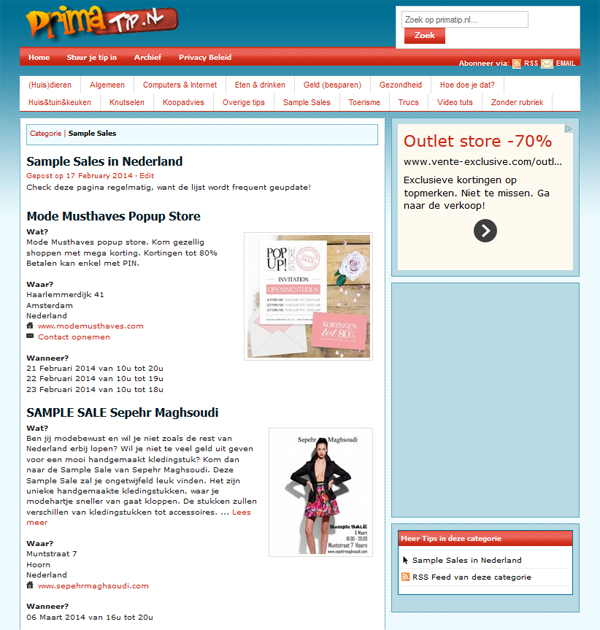 Prima Tip.nl
Zoek op primatip.nl...
Zoek
Home Stuur je tip in Archief Privacy Beleid
Abonneer via: RSS EMAIL
(Huis)dieren Algemeen Computers & Internet Eten & drinken Geld (besparen) Gezondheid Hoe doe je dat?
Huis&tuin&keuken Knutselen Koopadvies Overige tips Sample Sales Toerisme Trucs Video tuts Zonder rubriek
Categorie | Sample Sales
Sample Sales in Nederland
Gepost op 17 February 2014 - Edit
Check deze pagina regelmatig, want de lijst wordt frequent geupdate!
Mode Musthaves Popup Store
Wat?
Mode Musthaves popup store. Kom gezellig
shoppen met mega korting. Kortingen tot 80%
Betalen kan enkel met PIN.
Waar?
Haarlemmerdijk 41
Amsterdam
Nederland
www.modemusthaves.com
Contact opnemen
Wanneer?
21 Februari 2014 van 10u tot 20u
22 Februari 2014 van 10u tot 19u
23 Februari 2014 van 10u tot 18u
POP
UP!
STORE
INVITATION
OPENINGSTIJDEN
KORTINGEN
tot 80%
SAMPLE SALE Sepehr Maghsoudi
Wat?
Ben jij modebewust en wil je niet zoals de rest van
Nederland erbij lopen? Wil je niet te veel geld uit geven
voor een mooi handgemaakt kledingstuk? Kom dan
naar de Sample Sale van Sepehr Maghsoudi. Deze
Sample Sale zal je ongetwijfeld leuk vinden. Het zijn
unieke handgemaakte kledingstukken, waar je
modehartje sneller van gaat kloppen. De stukken zullen
verschillen van kledingstukken tot accessoires. ... Lees
meer
Waar?
Muntstraat 7
Hoorn
Nederland
www.sepehrmaghsoudi.com
Wanneer?
06 Maart 2014 van 16u tot 20u
Sepehr Maghsoudi
Sample SALE
6 Maart
16.00 - 20.00
Muntstraat 7 Hoorn
www.sepehrmaghsoudi.com
Outlet store -70%
www.vente-exclusive.com/outl...
Exclusieve kortingen op
topmerken. Niet te missen. Ga
naar de verkoop!
Meer Tips in deze categorie
Sample Sales in Nederland
RSS Feed van deze categorie